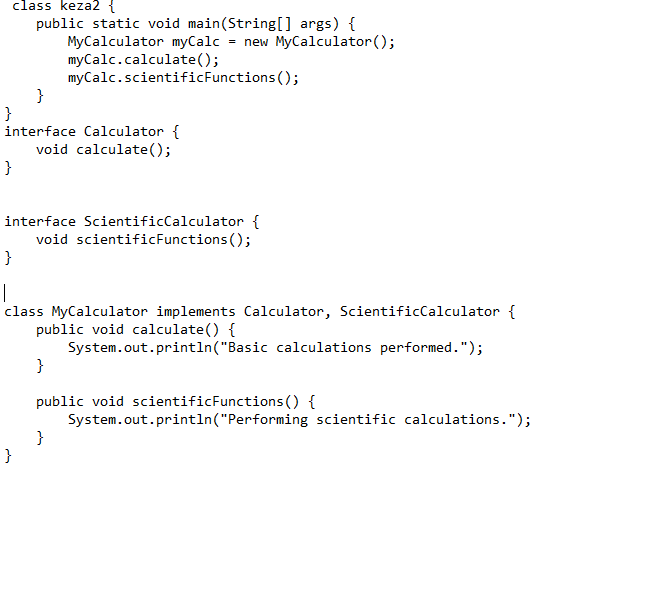 class keza2 {
public static void main(String[] args) {
MyCalculator myCalc = new MyCalculator();
myCalc.calculate();
myCalc.scientificFunctions();
}
}
interface Calculator {
void calculate();
}
interface ScientificCalculator {
void scientificFunctions();
}
class MyCalculator implements Calculator, ScientificCalculator {
public void calculate() {
System.out.println("Basic calculations performed.");
}
public void scientificFunctions() {
System.out.println("Performing scientific calculations.");
}
}